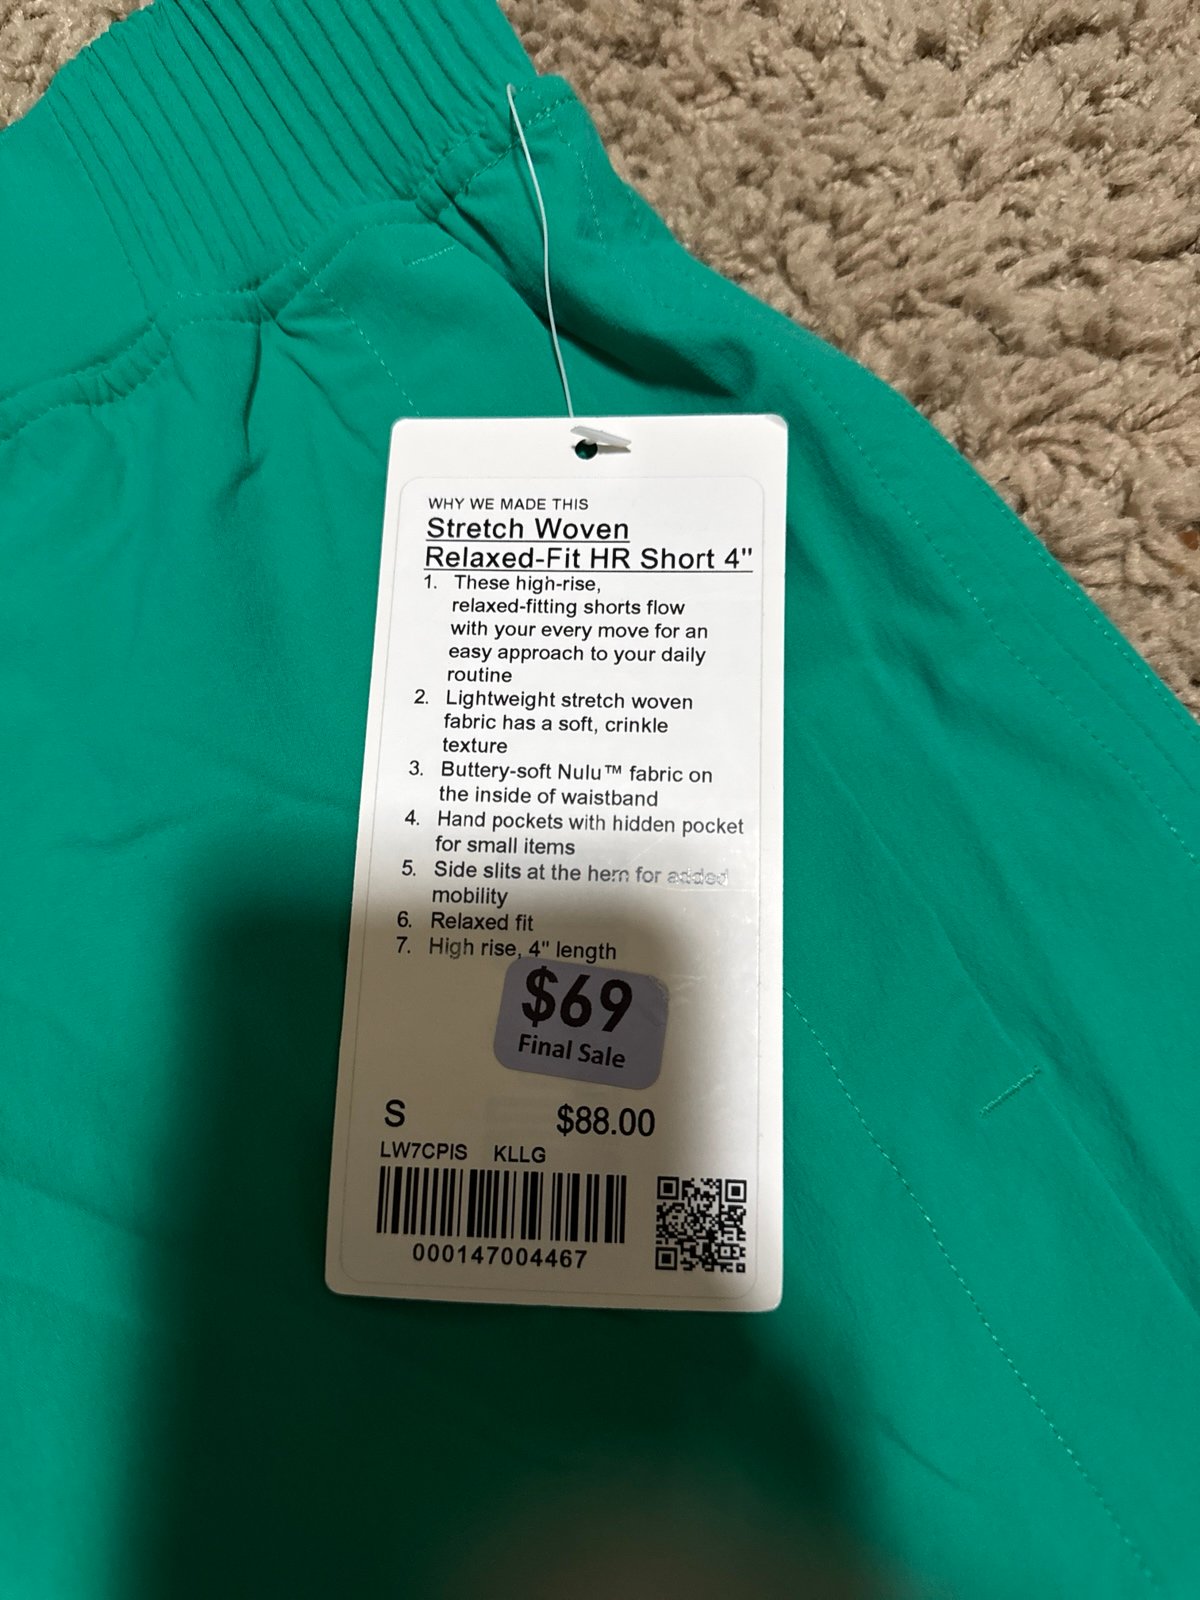 WHY WE MADE THIS
Stretch Woven
Relaxed-Fit HR Short 4"
1. These high-rise,
relaxed-fitting shorts flow
with your every move for an
easy approach to your daily
routine
2. Lightweight stretch woven
fabric has a soft, crinkle
texture
3. Buttery-soft Nulu™ fabric on
the inside of waistband
4. Hand pockets with hidden pocket
for small items
5. Side slits at the hem for added
mobility
6. Relaxed fit
7. High rise, 4" length
$69
Final Sale
S $88.00
LW7CPIS KLLG
000147004467